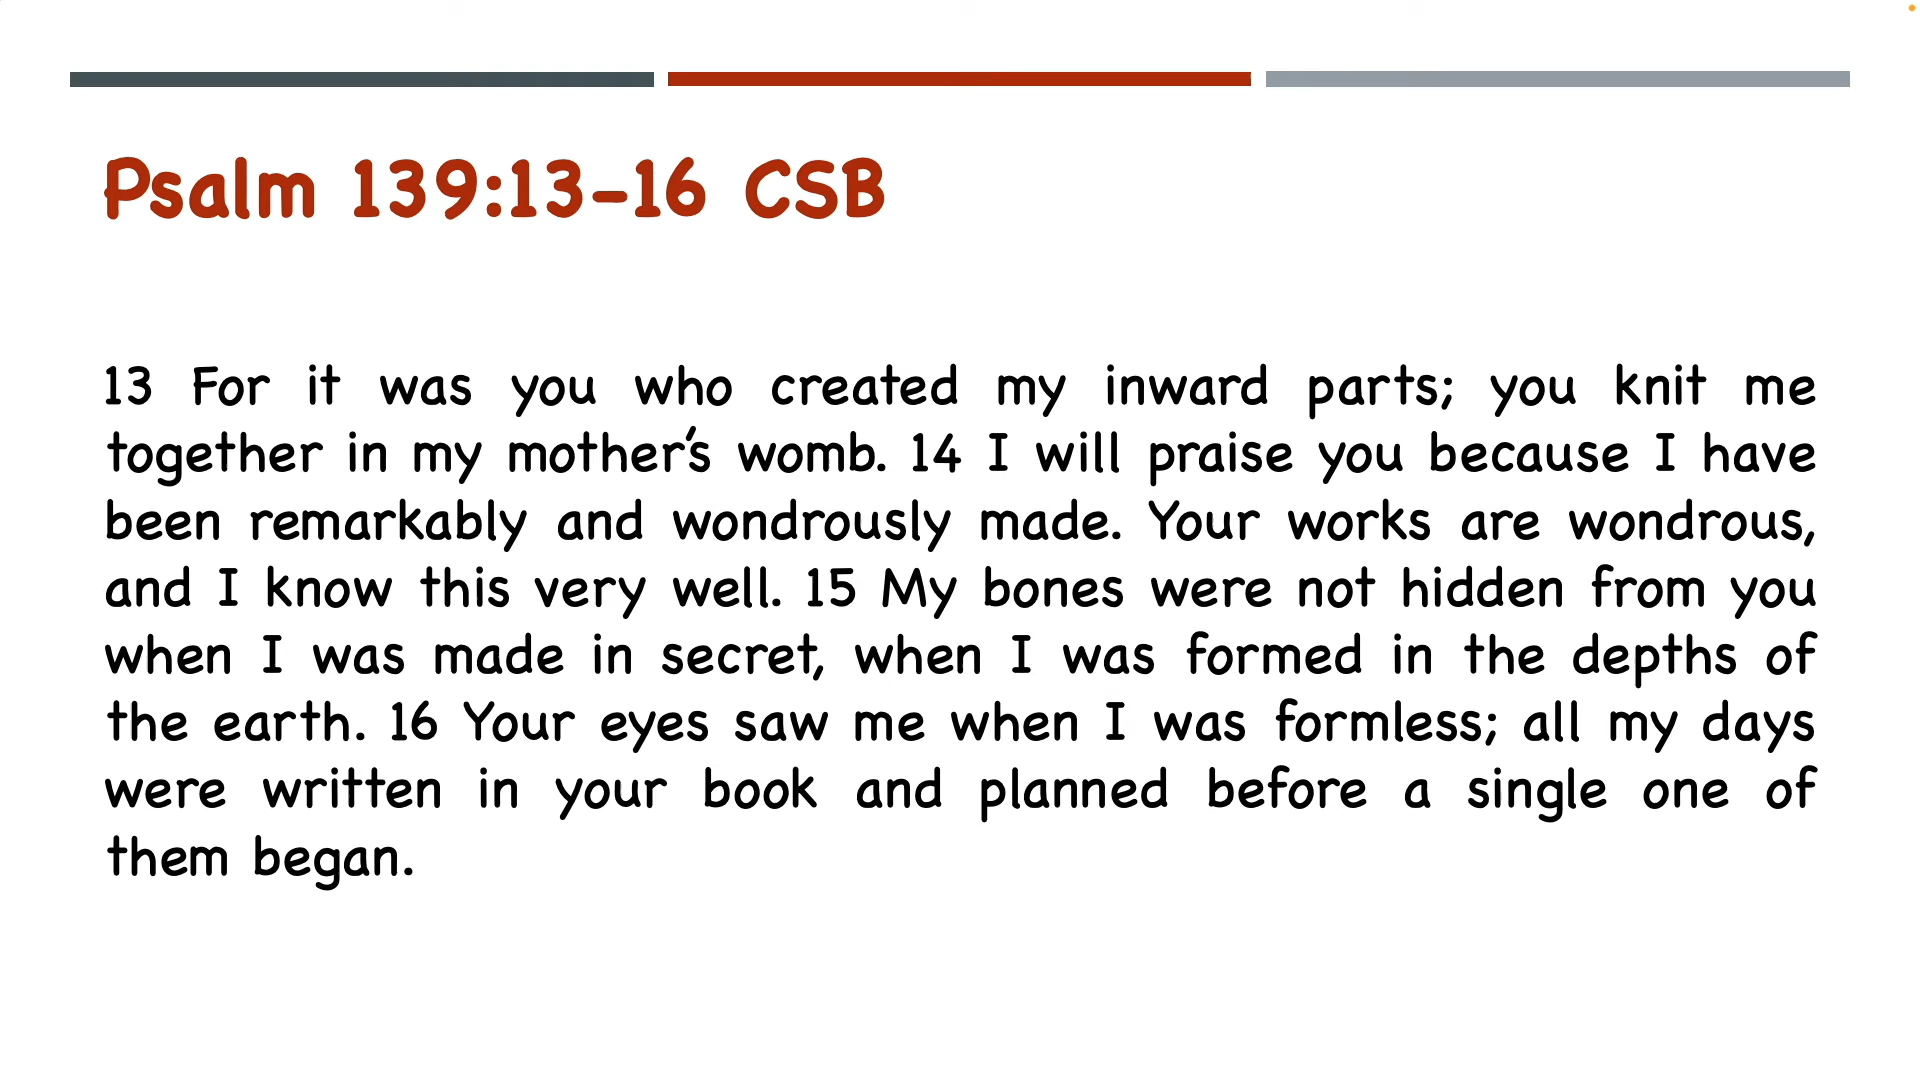 Psalm 139:13-16 CSB
13 For it was you who created my inward parts; you knit me
together in my mother's womb. 14 I will praise you because I have
been remarkably and wondrously made. Your works are wondrous,
and I know this very well. 15 My bones were not hidden from you
when I was made in secret, when I was formed in the depths of
the earth. 16 Your eyes saw me when I was formless; all my days
were written in your book and planned before a single one of
them began.